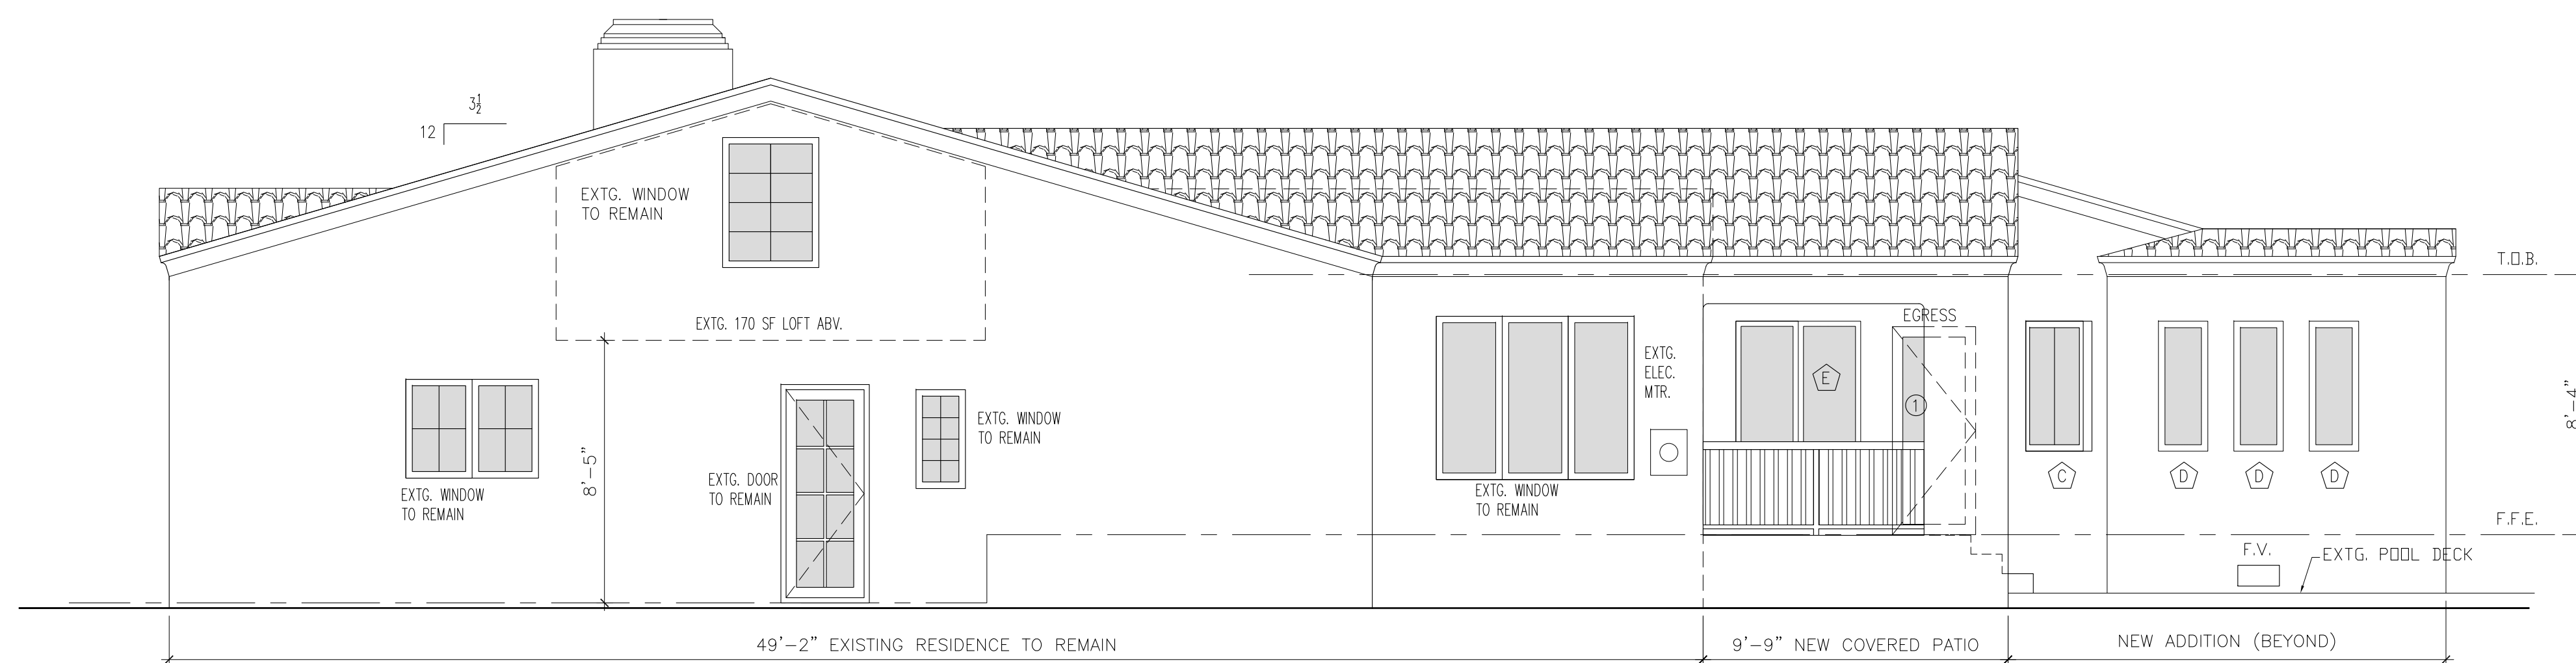 3½
12
EXTG. WINDOW
TO REMAIN
EXTG. 170 SF LOFT ABV.
EXTG. WINDOW
TO REMAIN
8'-5"
EXTG. DOOR
TO REMAIN
EXTG. WINDOW
TO REMAIN
EXTG. WINDOW
TO REMAIN
EXTG.
ELEC.
MTR.
E
EGRESS
1
C
D
D
D
T.O.B.
8'-4"
F.F.E.
F.V.
EXTG. POOL DECK
49'-2" EXISTING RESIDENCE TO REMAIN
9'-9" NEW COVERED PATIO
NEW ADDITION (BEYOND)